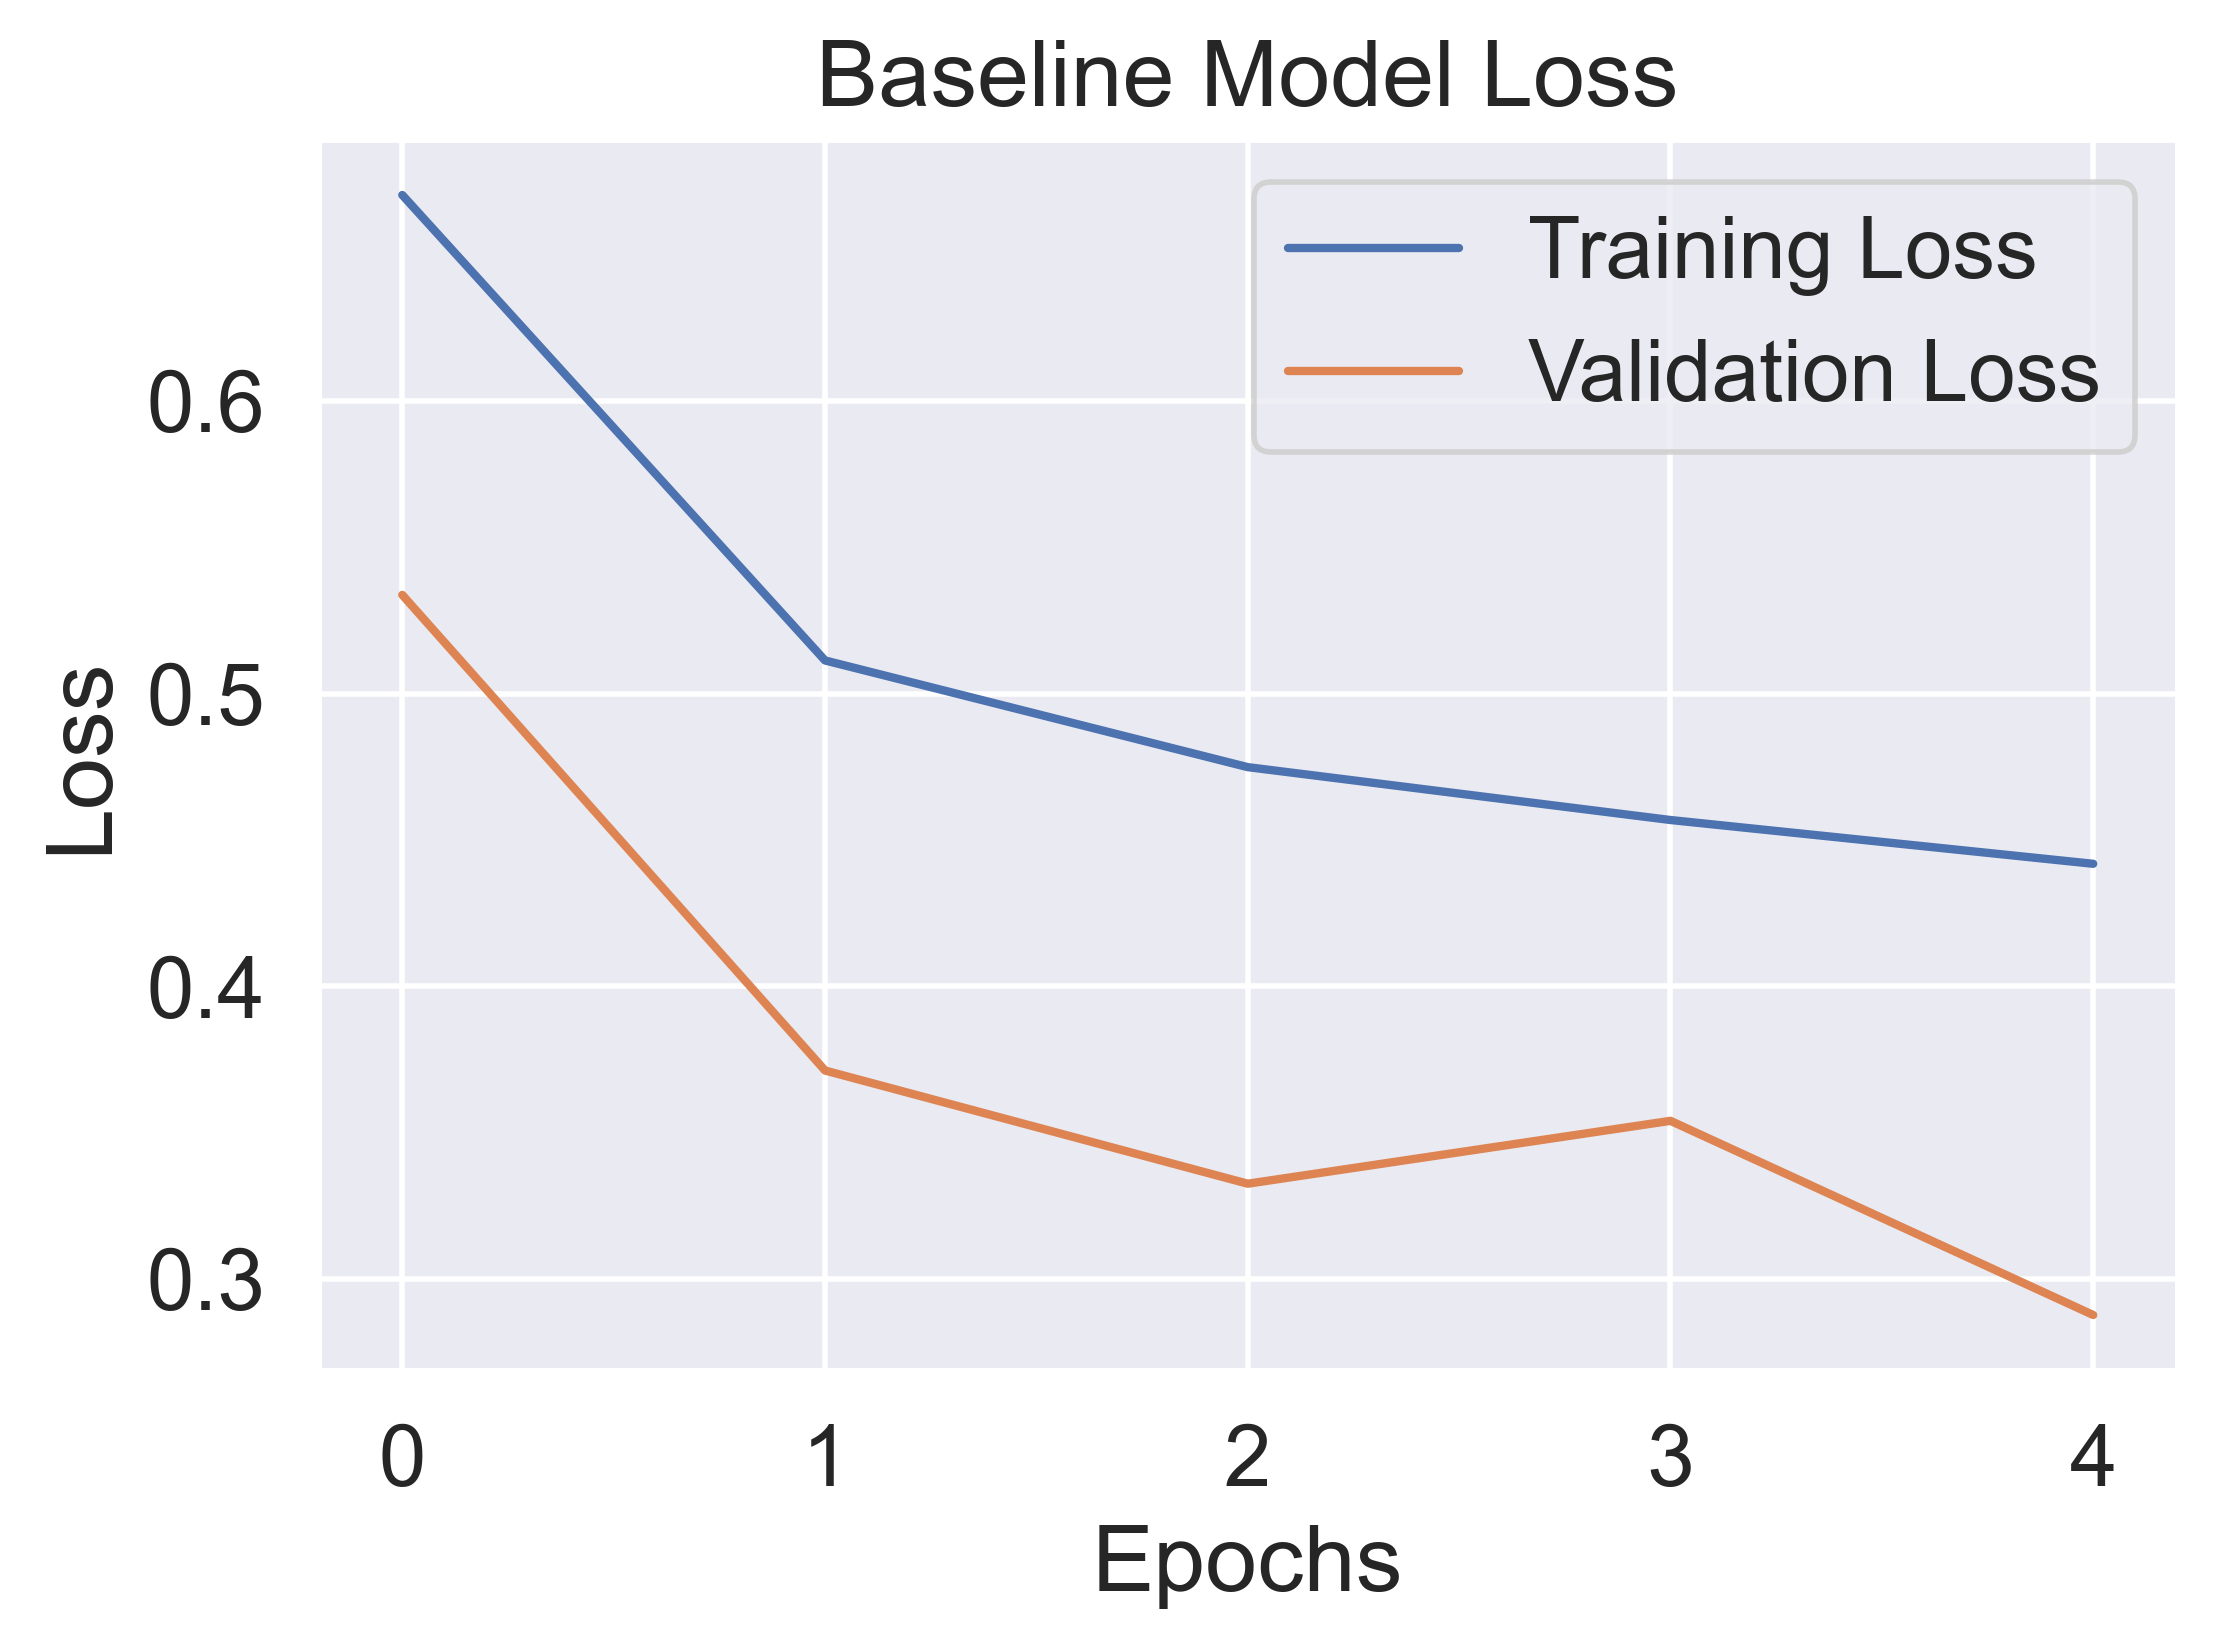 Baseline Model Loss
Training Loss
Validation Loss
0.6
0.5
0.4
0.3
Loss
0 1 2 3 4
Epochs